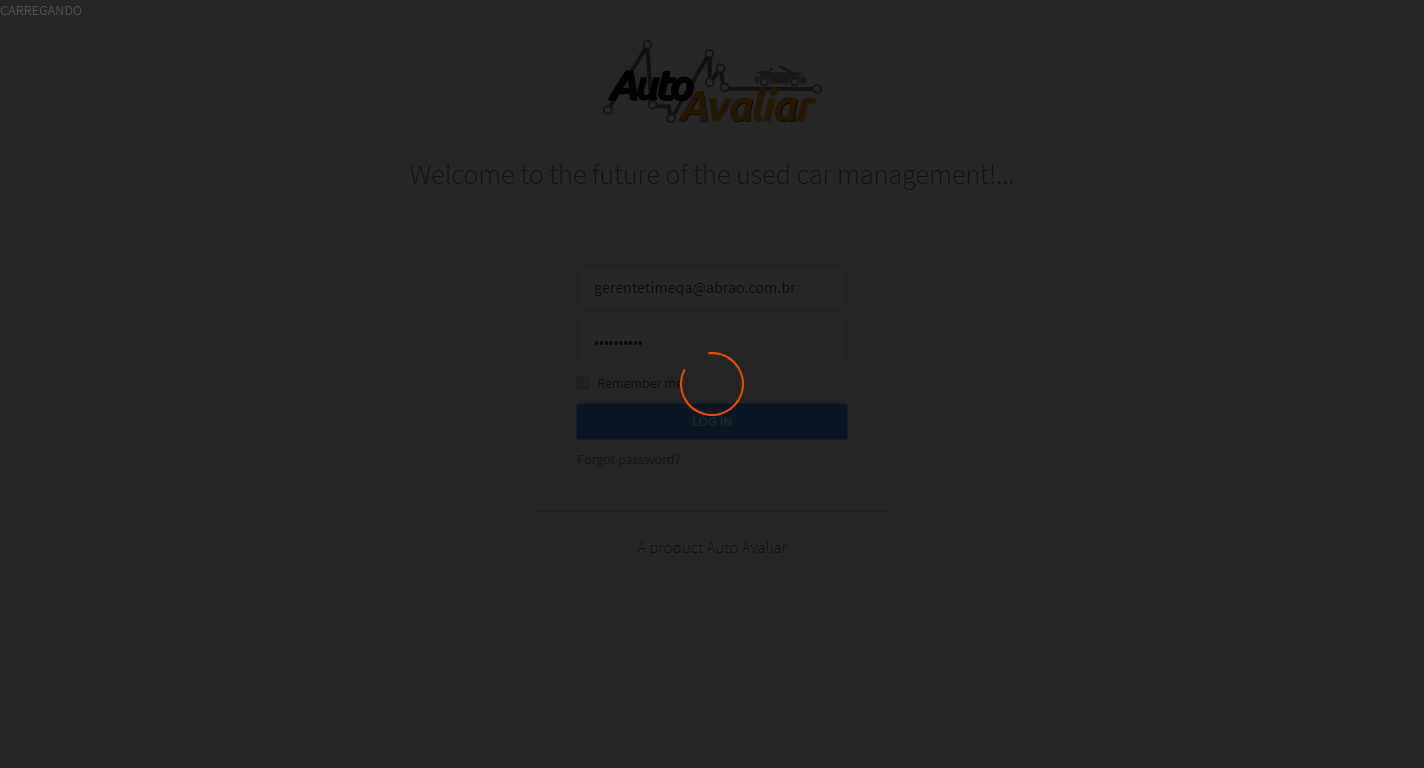 CARREGANDO
Auto
Avaliar
Welcome to the future of the used car management!...
gerentetimeqa@abrao.com.br
••••••••••
Remember me
LOG IN
Forgot password?
A product Auto Avaliar